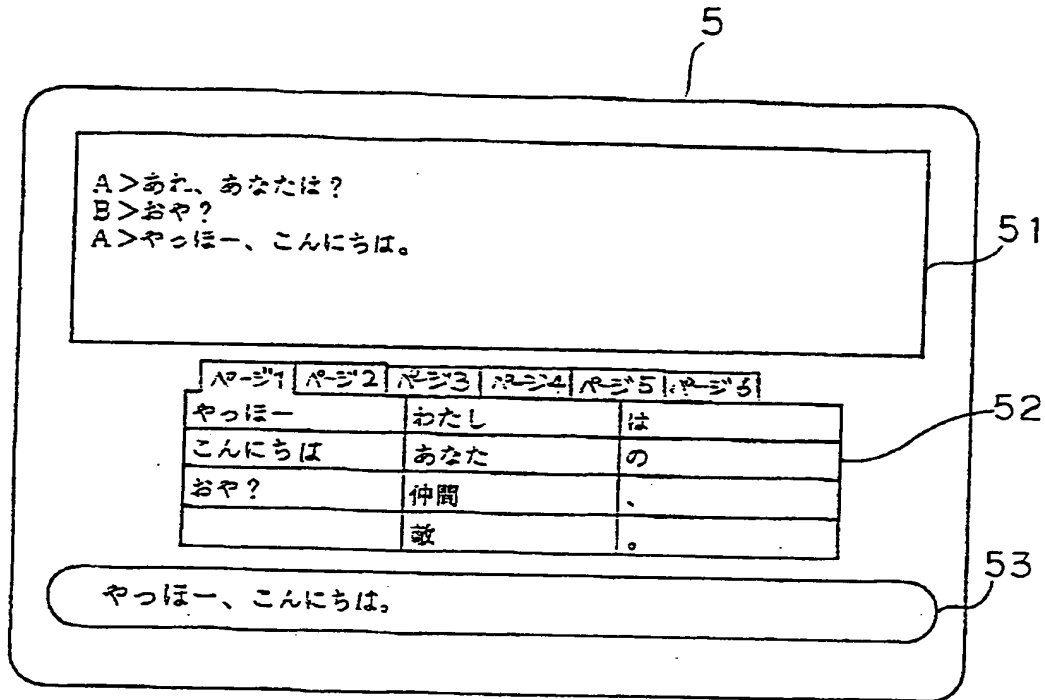 5
A>あれ、あなたは?
B>おや?
A>やっほー、こんにちは。
51
ページ1 ページ2 ページ3 ページ4 ページ5 ページ6
やっほー わたし は
52
こんにちは あなた の
おや? 仲間 、
敵 。
53
やっほー、こんにちは。